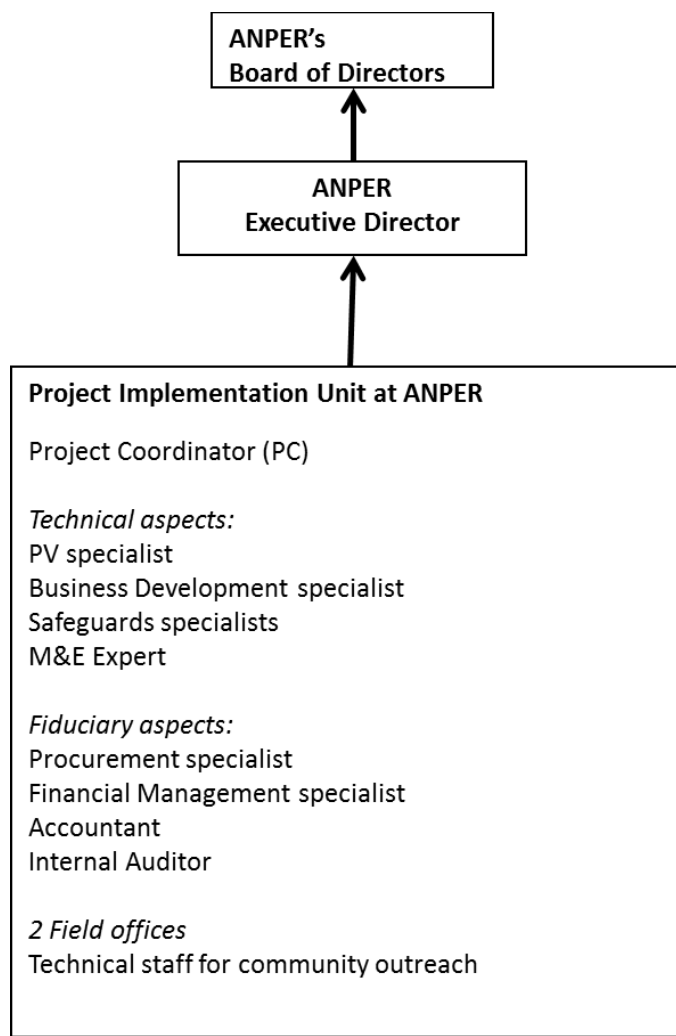 ANPER’s
Board of Directors
ANPER
Executive Director
Project Implementation Unit at ANPER
Project Coordinator (PC)
Technical aspects:
PV specialist
Business Development specialist
Safeguards specialists
M&E Expert
Fiduciary aspects:
Procurement specialist
Financial Management specialist
Accountant
Internal Auditor
2 Field offices
Technical staff for community outreach